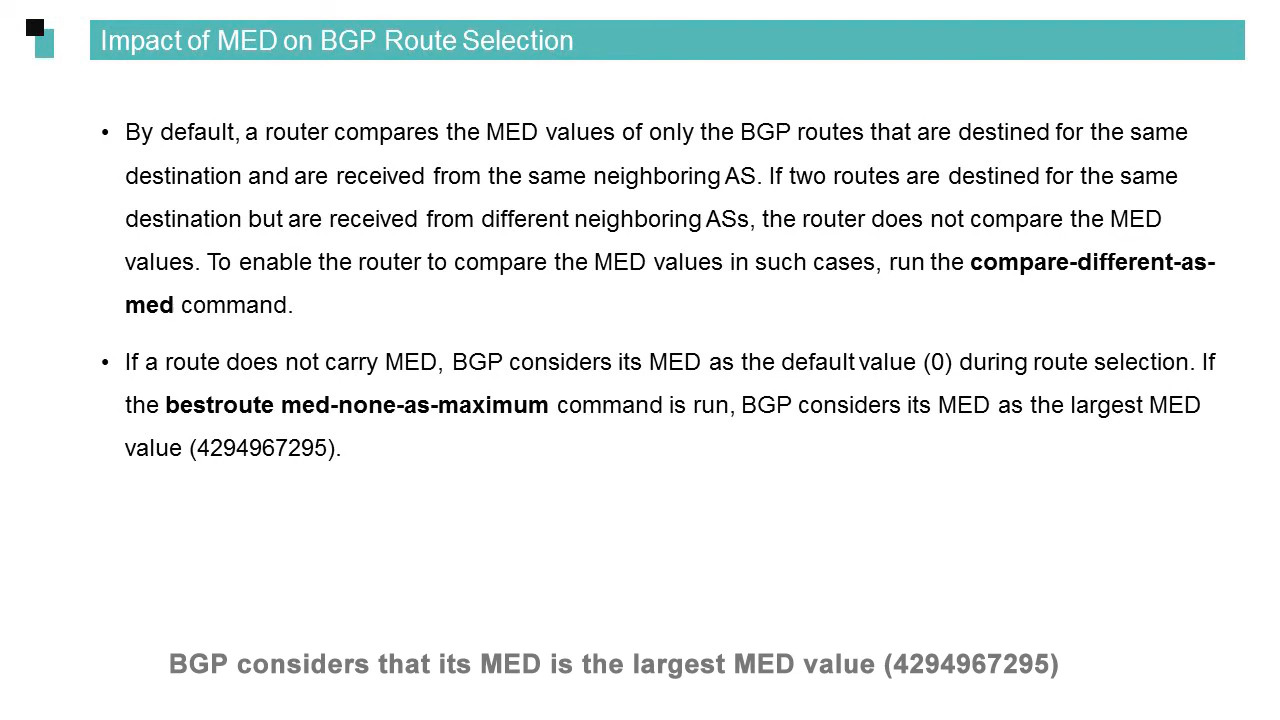 Impact of MED on BGP Route Selection
• By default, a router compares the MED values of only the BGP routes that are destined for the same
destination and are received from the same neighboring AS. If two routes are destined for the same
destination but are received from different neighboring ASs, the router does not compare the MED
values. To enable the router to compare the MED values in such cases, run the compare-different-as-
med command.
• If a route does not carry MED, BGP considers its MED as the default value (0) during route selection. If
the bestroute med-none-as-maximum command is run, BGP considers its MED as the largest MED
value (4294967295).
BGP considers that its MED is the largest MED value (4294967295)